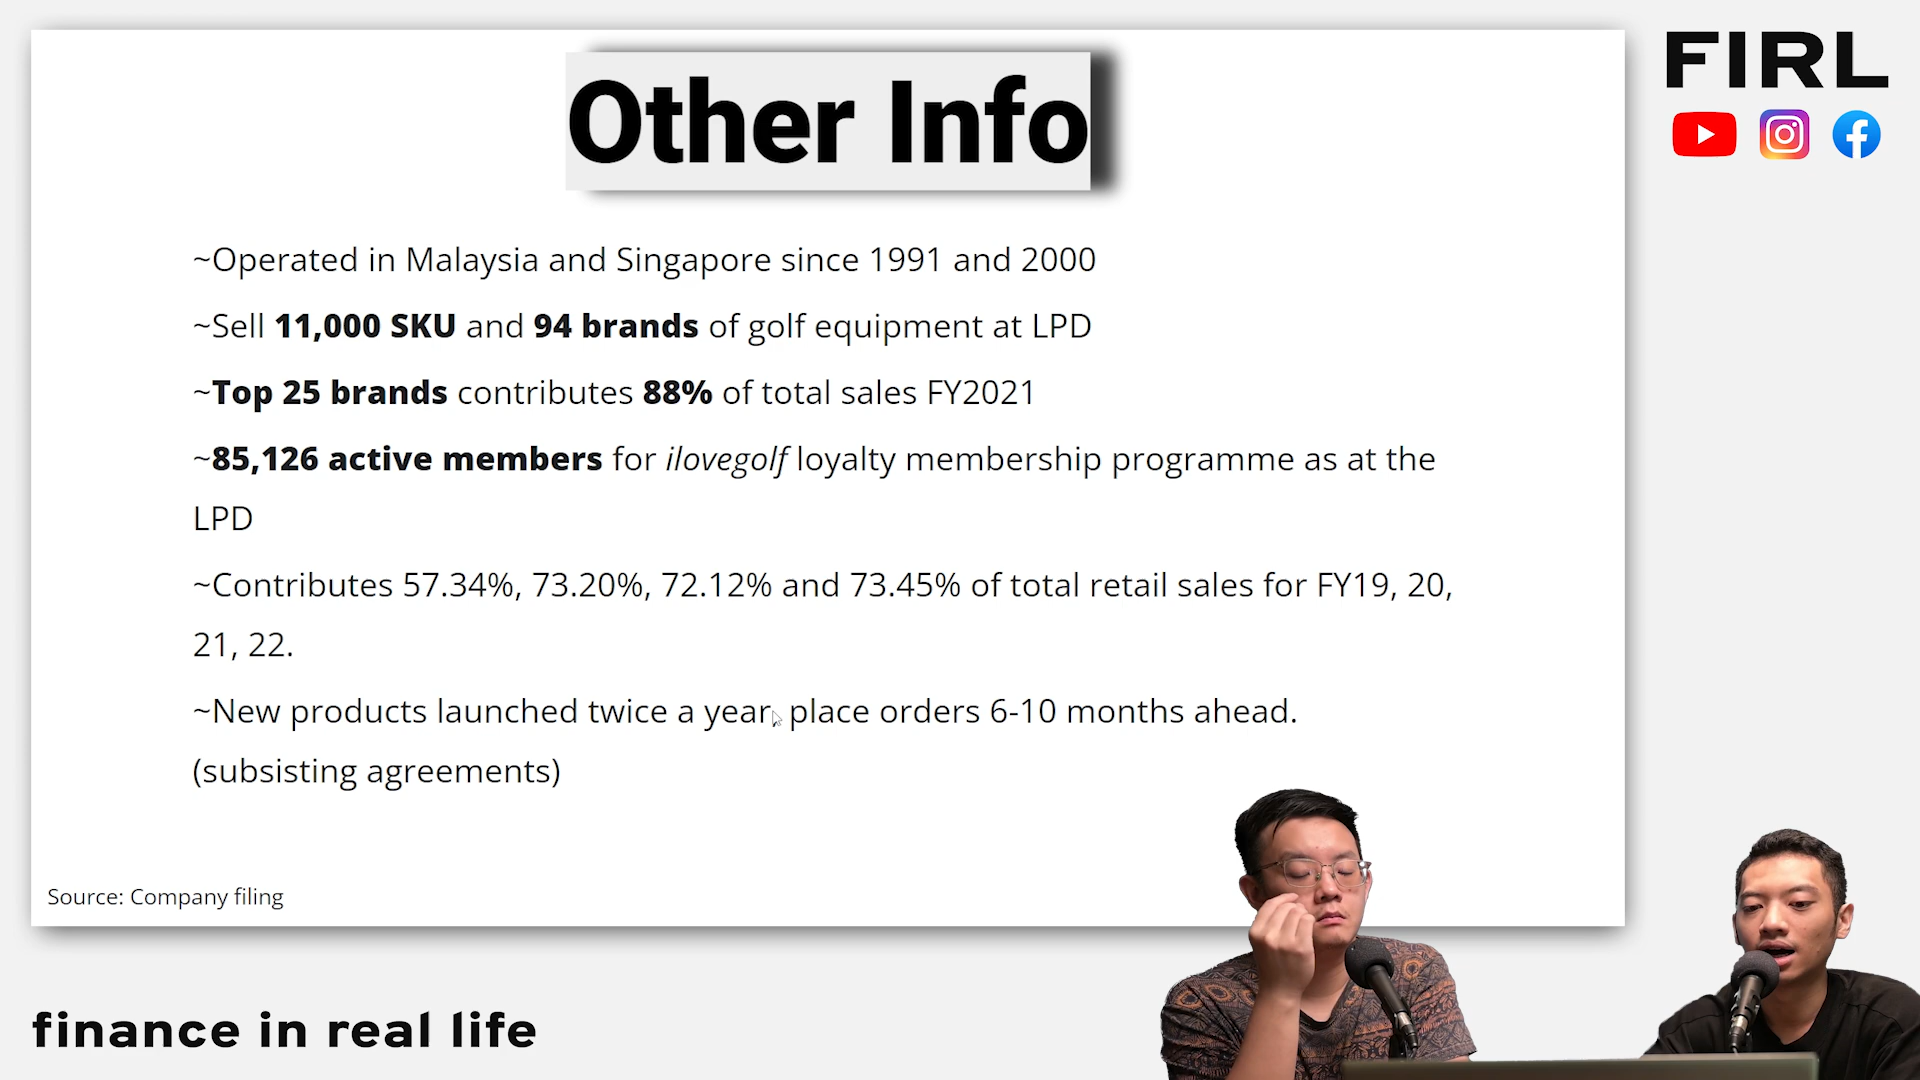 FIRL
Other Info
~Operated in Malaysia and Singapore since 1991 and 2000
~Sell 11,000 SKU and 94 brands of golf equipment at LPD
~Top 25 brands contributes 88% of total sales FY2021
~85,126 active members for ilovegolf loyalty membership programme as at the
LPD
~Contributes 57.34%, 73.20%, 72.12% and 73.45% of total retail sales for FY19, 20,
21, 22.
~New products launched twice a year, place orders 6-10 months ahead.
(subsisting agreements)
Source: Company filing
finance in real life